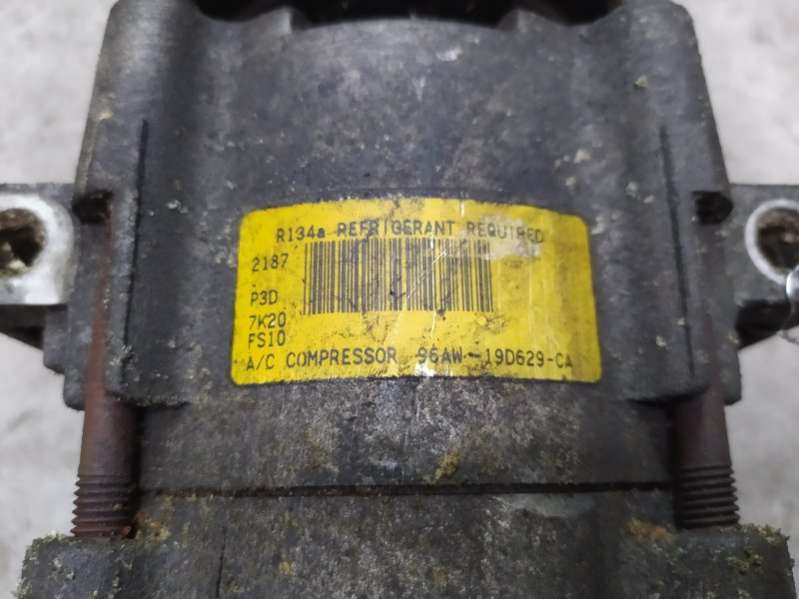 R134a REFRIGERANT REQUIRED
2187
P3D
7K20
FS10
A/C COMPRESSOR 96AW-19D629-CA